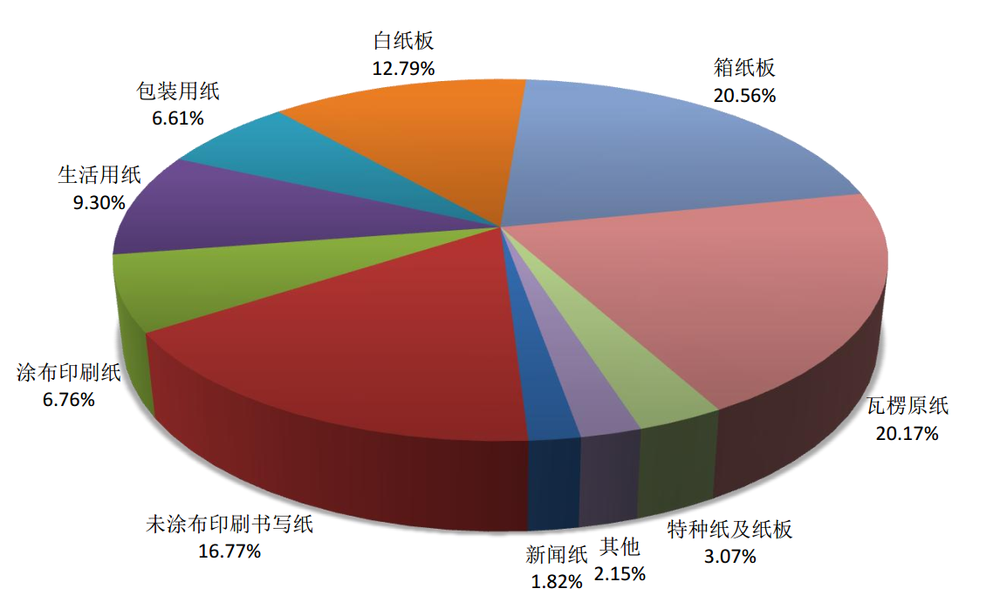 白纸板
12.79%
箱纸板
20.56%
包装用纸
6.61%
生活用纸
9.30%
涂布印刷纸
6.76%
瓦楞原纸
20.17%
未涂布印刷书写纸
16.77%
新闻纸
1.82%
其他
2.15%
特种纸及纸板
3.07%